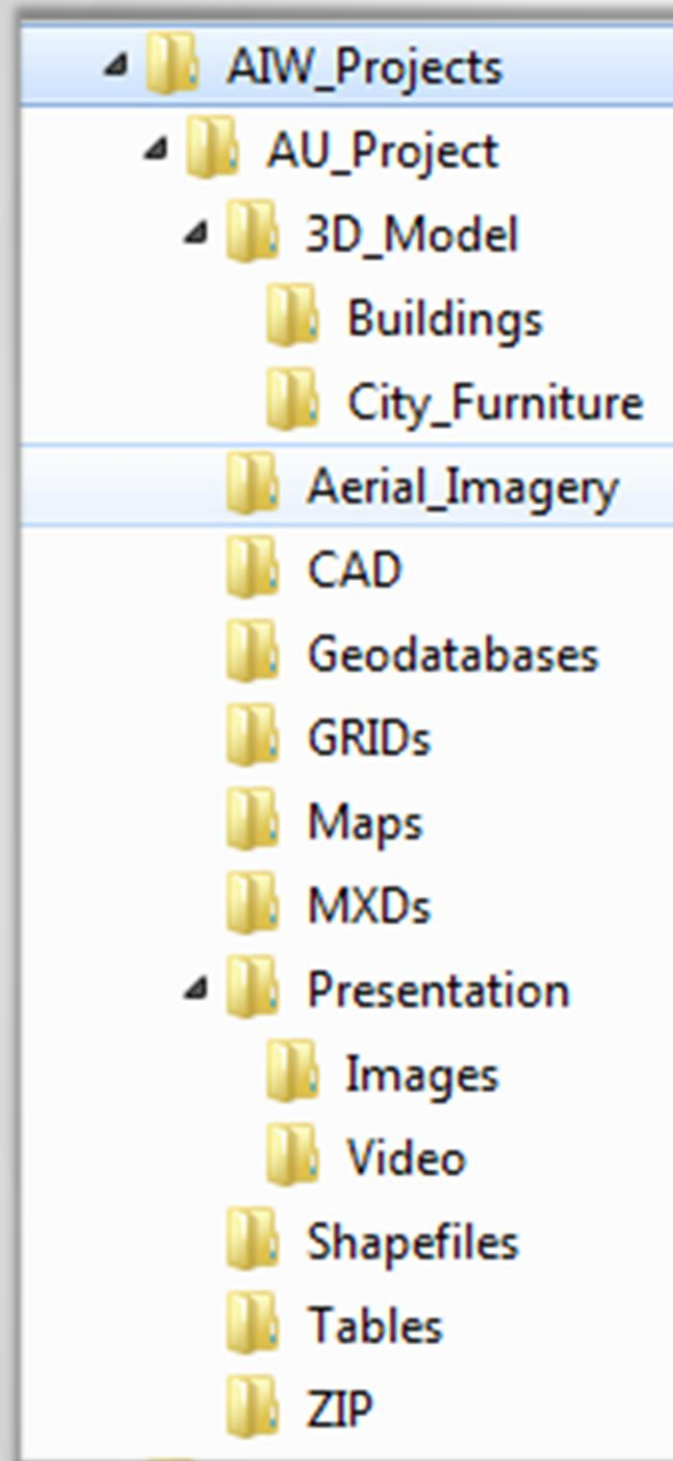 AIW_Projects
AU_Project
3D_Model
Buildings
City_Furniture
Aerial_Imagery
CAD
Geodatabases
GRIDs
Maps
MXDs
Presentation
Images
Video
Shapefiles
Tables
ZIP